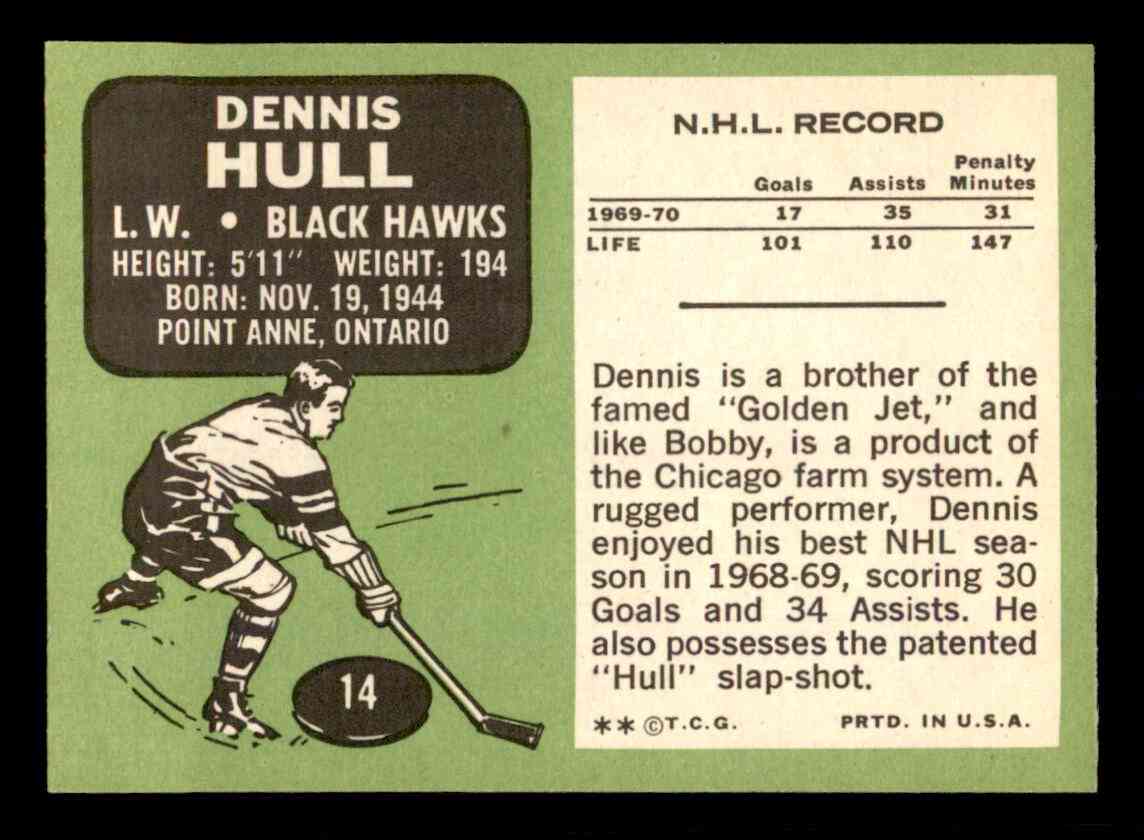 DENNIS
HULL
L.W. • BLACK HAWKS
HEIGHT: 5'11" WEIGHT: 194
BORN: NOV. 19, 1944
POINT ANNE, ONTARIO
14
N.H.L. RECORD
Goals Assists Penalty Minutes
1969-70 17 35 31
LIFE 101 110 147
Dennis is a brother of the
famed "Golden Jet," and
like Bobby, is a product of
the Chicago farm system. A
rugged performer, Dennis
enjoyed his best NHL sea-
son in 1968-69, scoring 30
Goals and 34 Assists. He
also possesses the patented
"Hull" slap-shot.
** ©T.C.G. PRTD. IN U.S.A.